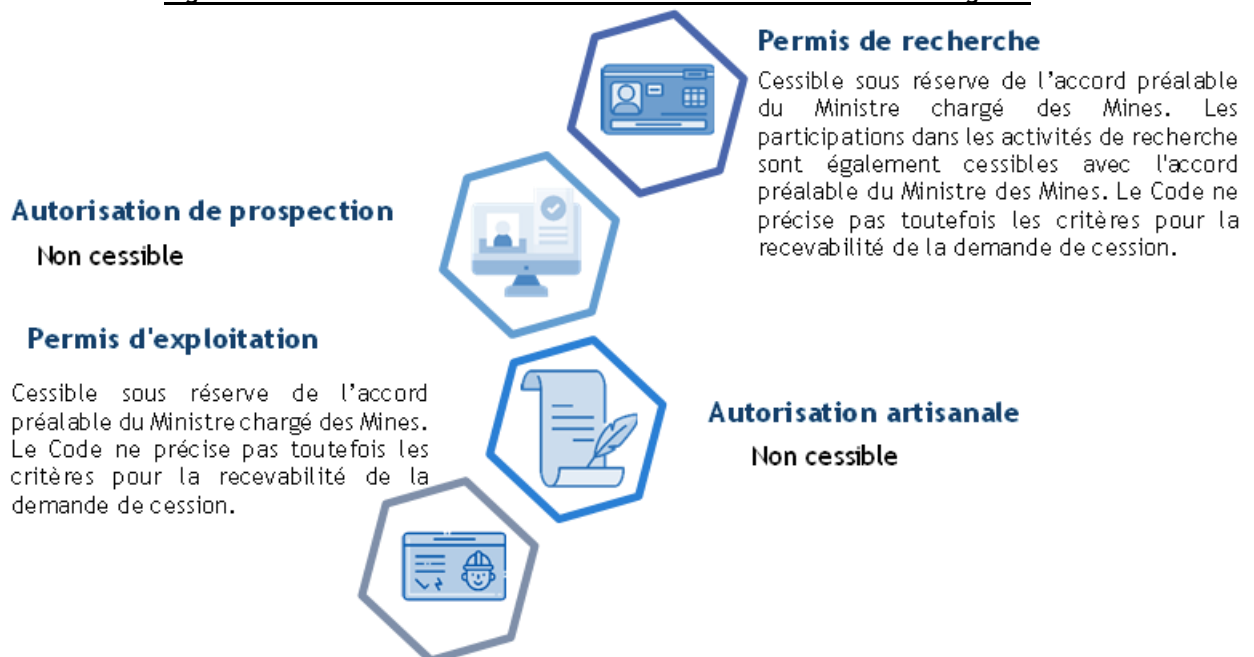 Permis de recherche
Cessible sous réserve de l'accord préalable
du Ministre chargé des Mines. Les
participations dans les activités de recherche
sont également cessibles avec l'accord
préalable du Ministre des Mines. Le Code ne
précise pas toutefois les critères pour la
recevabilité de la demande de cession.
Autorisation de prospection
Non cessible
Permis d'exploitation
Cessible sous réserve de l'accord
préalable du Ministre chargé des Mines.
Le Code ne précise pas toutefois les
critères pour la recevabilité de la
demande de cession.
Autorisation artisanale
Non cessible